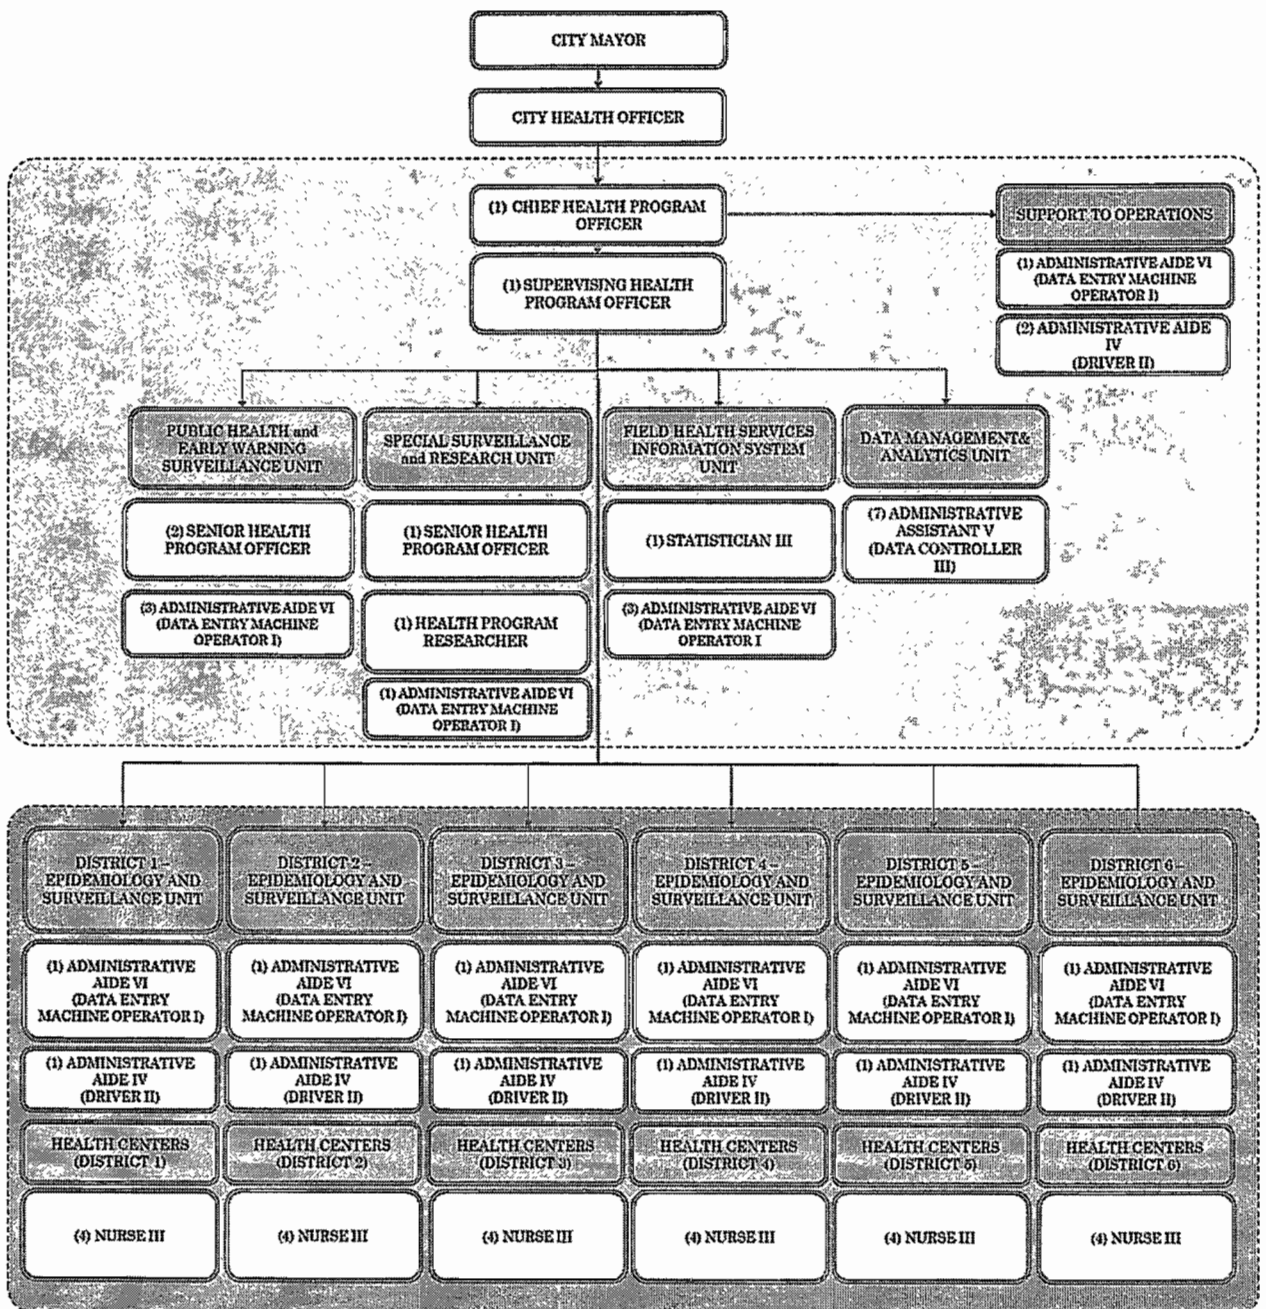 CITY MAYOR
CITY HEALTH OFFICER
(1) CHIEF HEALTH PROGRAM
OFFICER
SUPPORT TO OPERATIONS
(1) ADMINISTRATIVE AIDE VI
(DATA ENTRY MACHINE
OPERATOR I)
(2) ADMINISTRATIVE AIDE
IV
(DRIVER II)
(1) SUPERVISING HEALTH
PROGRAM OFFICER
PUBLIC HEALTH and
EARLY WARNING
SURVEILLANCE UNIT
(2) SENIOR HEALTH
PROGRAM OFFICER
(3) ADMINISTRATIVE AIDE VI
(DATA ENTRY MACHINE
OPERATOR I)
SPECIAL SURVEILLANCE
and RESEARCH UNIT
(1) SENIOR HEALTH
PROGRAM OFFICER
(1) HEALTH PROGRAM
RESEARCHER
(1) ADMINISTRATIVE AIDE VI
(DATA ENTRY MACHINE
OPERATOR I)
FIELD HEALTH SERVICES
INFORMATION SYSTEM
UNIT
(1) STATISTICIAN III
(3) ADMINISTRATIVE AIDE VI
(DATA ENTRY MACHINE
OPERATOR I
DATA MANAGEMENT&
ANALYTICS UNIT
(7) ADMINISTRATIVE
ASSISTANT V
(DATA CONTROLLER
III)
DISTRICT 1 –
EPIDEMIOLOGY AND
SURVEILLANCE UNIT
(1) ADMINISTRATIVE
AIDE VI
(DATA ENTRY
MACHINE OPERATOR I)
(1) ADMINISTRATIVE
AIDE IV
(DRIVER II)
HEALTH CENTERS
(DISTRICT 1)
(4) NURSE III
DISTRICT 2 –
EPIDEMIOLOGY AND
SURVEILLANCE UNIT
(1) ADMINISTRATIVE
AIDE VI
(DATA ENTRY
MACHINE OPERATOR I)
(1) ADMINISTRATIVE
AIDE IV
(DRIVER II)
HEALTH CENTERS
(DISTRICT 2)
(4) NURSE III
DISTRICT 3 –
EPIDEMIOLOGY AND
SURVEILLANCE UNIT
(1) ADMINISTRATIVE
AIDE VI
(DATA ENTRY
MACHINE OPERATOR I)
(1) ADMINISTRATIVE
AIDE IV
(DRIVER II)
HEALTH CENTERS
(DISTRICT 3)
(4) NURSE III
DISTRICT 4 –
EPIDEMIOLOGY AND
SURVEILLANCE UNIT
(1) ADMINISTRATIVE
AIDE VI
(DATA ENTRY
MACHINE OPERATOR I)
(1) ADMINISTRATIVE
AIDE IV
(DRIVER II)
HEALTH CENTERS
(DISTRICT 4)
(4) NURSE III
DISTRICT 5 –
EPIDEMIOLOGY AND
SURVEILLANCE UNIT
(1) ADMINISTRATIVE
AIDE VI
(DATA ENTRY
MACHINE OPERATOR I)
(1) ADMINISTRATIVE
AIDE IV
(DRIVER II)
HEALTH CENTERS
(DISTRICT 5)
(4) NURSE III
DISTRICT 6 –
EPIDEMIOLOGY AND
SURVEILLANCE UNIT
(1) ADMINISTRATIVE
AIDE VI
(DATA ENTRY
MACHINE OPERATOR I)
(1) ADMINISTRATIVE
AIDE IV
(DRIVER II)
HEALTH CENTERS
(DISTRICT 6)
(4) NURSE III